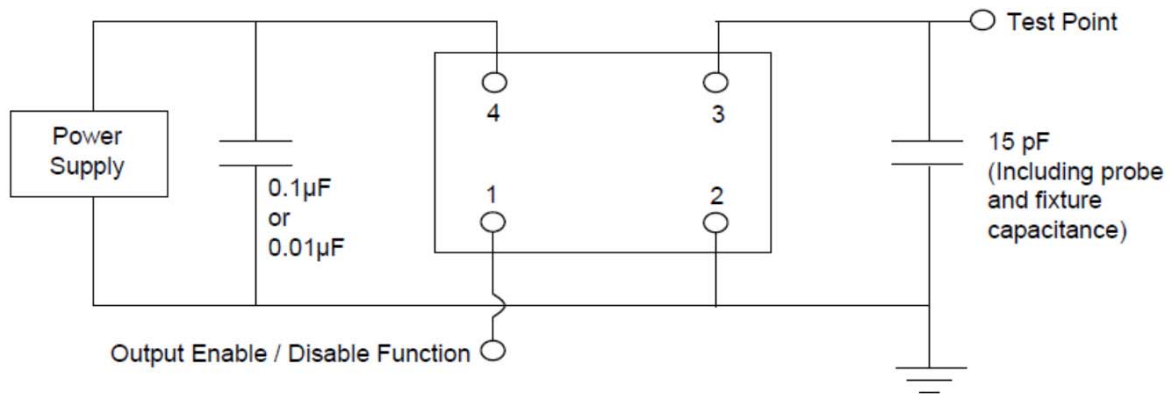 Test Point
4
3
Power
Supply
15 pF
(Including probe
and fixture
capacitance)
0.1µF
or
0.01µF
1
2
Output Enable / Disable Function